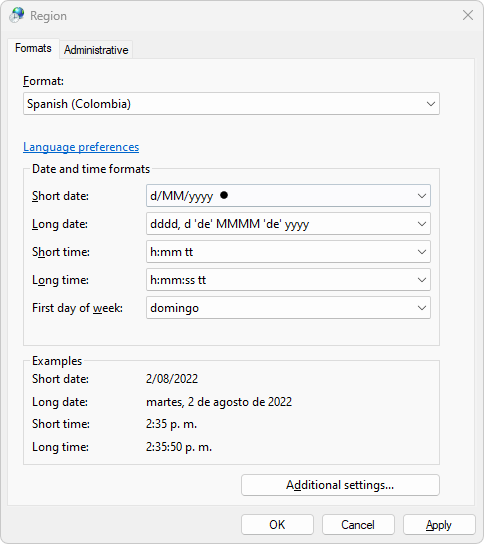 Region
Formats Administrative
Format:
Spanish (Colombia)
Language preferences
Date and time formats
Short date: d/MM/yyyy
Long date: dddd, d 'de' MMMM 'de' yyyy
Short time: h:mm tt
Long time: h:mm:ss tt
First day of week: domingo
Examples
Short date: 2/08/2022
Long date: martes, 2 de agosto de 2022
Short time: 2:35 p. m.
Long time: 2:35:50 p. m.
Additional settings...
OK Cancel Apply